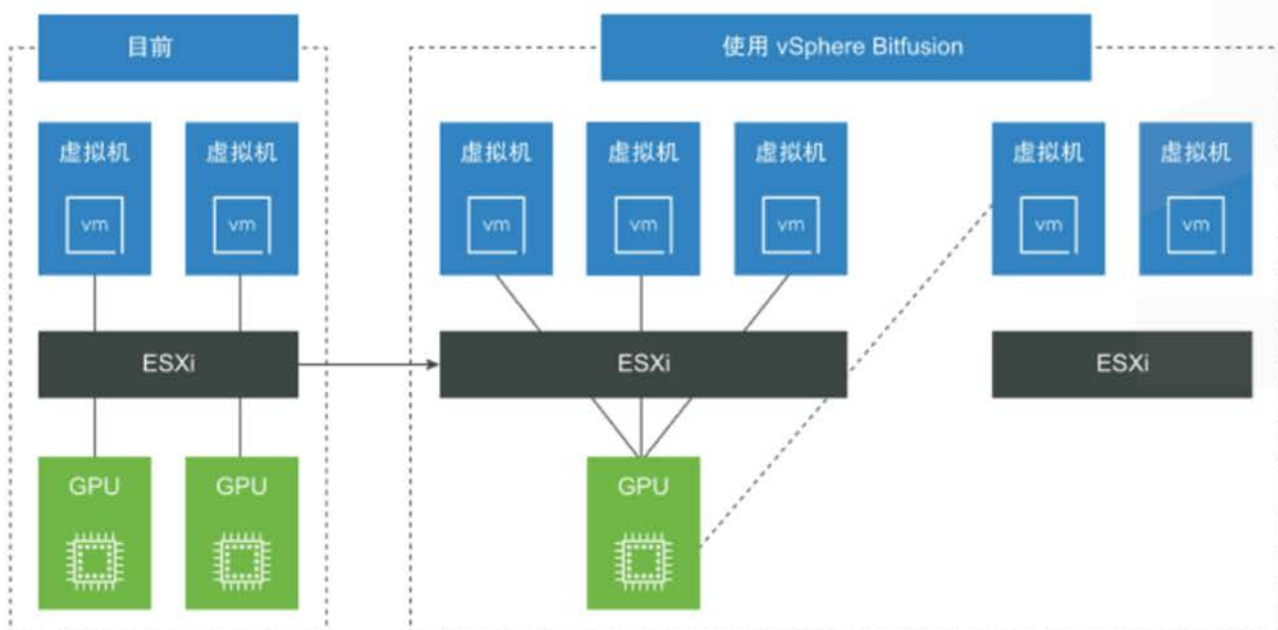 目前
使用 vSphere Bitfusion
虚拟机 虚拟机 虚拟机 虚拟机 虚拟机 虚拟机 虚拟机
vm vm vm vm vm vm vm
ESXi ESXi ESXi
GPU GPU GPU